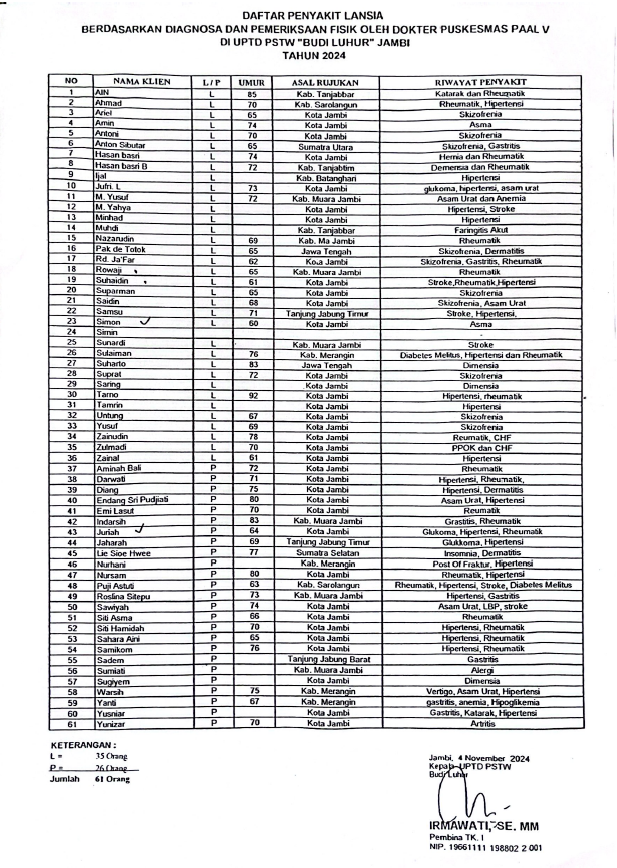 DAFTAR PENYAKIT LANSIA
BERDASARKAN DIAGNOSA DAN PEMERIKSAAN FISIK OLEH DOKTER PUSKESMAS PAAL V
DI UPTD PSTW "BUDI LUHUR" JAMBI
TAHUN 2024
NO NAMA KLIEN L / P UMUR ASAL RUJUKAN RIWAYAT PENYAKIT
1 AIN L 85 Kab. Tanjabbar Katarak dan Rheumatik
2 Ahmad L 70 Kab. Sarolangun Rheumatik, Hipertensi
3 Ariel L 65 Kota Jambi Skizofrenia
4 Amin L 74 Kota Jambi Asma
5 Antoni L 70 Kota Jambi Skizofrenia
6 Anton Sibutar L 65 Sumatra Utara Skizofrenia, Gastritis
7 Hasan basri L 74 Kota Jambi Hernia dan Rheumatik
8 Hasan basri B L 72 Kab. Tanjabtim Demensia dan Rheumatik
9 Ijal L Kab. Batanghari Hipertensi
10 Jufri. L L 73 Kota Jambi glukoma, hipertensi, asam urat
11 M. Yusuf L 72 Kab. Muara Jambi Asam Urat dan Anemia
12 M. Yahya L Kota Jambi Hipertensi, Stroke
13 Minhad L Kota Jambi Hipertensi
14 Muhdi L Kab. Tanjabbar Faringitis Akut
15 Nazarudin L 69 Kab. Ma Jambi Rheumatik
16 Pak de Totok L 65 Jawa Tengah Skizofrenia, Dermatitis
17 Rd. Ja'Far L 62 Kota Jambi Skizofrenia, Gastritis, Rheumatik
18 Rowaji L 65 Kab. Muara Jambi Rheumatik
19 Suhaidin L 61 Kota Jambi Stroke,Rheumatik,Hipertensi
20 Suparman L 65 Kota Jambi Skizofrenia
21 Saidin L 68 Kota Jambi Skizofrenia, Asam Urat
22 Samsu L 71 Tanjung Jabung Timur Stroke, Hipertensi,
23 Simon L 60 Kota Jambi Asma
24 Simin -
25 Sunardi L Kab. Muara Jambi Stroke
26 Sulaiman L 76 Kab. Merangin Diabetes Melitus, Hipertensi dan Rheumatik
27 Suharto L 83 Jawa Tengah Dimensia
28 Suprat L 72 Kota Jambi Skizofrenia
29 Saring L Kota Jambi Dimensia
30 Tarno L 92 Kota Jambi Hipertensi, rheumatik
31 Tamrin L Kota Jambi Hipertensi
32 Untung L 67 Kota Jambi Skizofrenia
33 Yusuf L 69 Kota Jambi Skizofrenia
34 Zainudin L 78 Kota Jambi Reumatik, CHF
35 Zulmadi L 70 Kota Jambi PPOK dan CHF
36 Zainal L 61 Kota Jambi Hipertensi
37 Aminah Bali P 72 Kota Jambi Rheumatik
38 Darwati P 71 Kota Jambi Hipertensi, Rheumatik,
39 Diang P 75 Kota Jambi Hipertensi, Dermatitis
40 Endang Sri Pudjiati P 80 Kota Jambi Asam Urat, Hipertensi
41 Emi Lasut P 70 Kota Jambi Reumatik
42 Indarsih P 83 Kab. Muara Jambi Grastitis, Rheumatik
43 Juriah P 64 Kota Jambi Glukoma, Hipertensi, Rheumatik
44 Jaharah P 69 Tanjung Jabung Timur Glukkoma, Hipertensi
45 Lie Sioe Hwee P 77 Sumatra Selatan Insomnia, Dermatitis
46 Nurhani P Kab. Merangin Post Of Fraktur, Hipertensi
47 Nursam P 80 Kota Jambi Rheumatik, Hipertensi
48 Puji Astuti P 63 Kab. Sarolangun Rheumatik, Hipertensi, Stroke, Diabetes Melitus
49 Roslina Sitepu P 73 Kab. Muara Jambi Hipertensi, Gastritis
50 Sawiyah P 74 Kota Jambi Asam Urat, LBP, stroke
51 Siti Asma P 66 Kota Jambi Rheumatik
52 Siti Hamidah P 70 Kota Jambi Hipertensi, Rheumatik
53 Sahara Aini P 65 Kota Jambi Hipertensi, Rheumatik
54 Samikom P 76 Kota Jambi Hipertensi, Rheumatik
55 Sadem P Tanjung Jabung Barat Gastritis
56 Sumiati P Kab. Muara Jambi Alergi
57 Sugiyem P Kota Jambi Dimensia
58 Warsih P 75 Kab. Merangin Vertigo, Asam Urat, Hipertensi
59 Yanti P 67 Kab. Merangin gastritis, anemia, Hipoglikemia
60 Yusniar P Kota Jambi Gastritis, Katarak, Hipertensi
61 Yunizar P 70 Kota Jambi Artitis
KETERANGAN :
L = 35 Orang
P = 26 Orang
Jumlah 61 Orang
Jambi, 4 November 2024
Kepala UPTD PSTW
Budi Luhur
IRMAWATI, SE. MM
Pembina TK. I
NIP. 19661111 198802 2 001